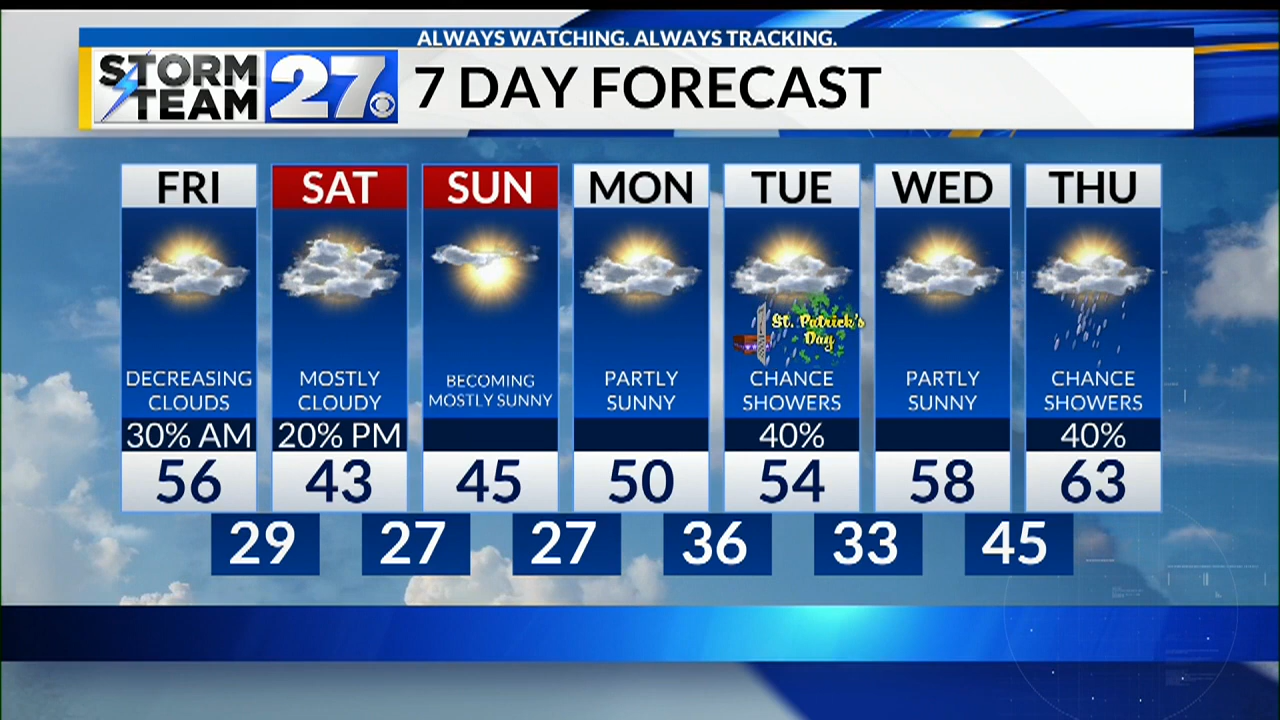 ALWAYS WATCHING. ALWAYS TRACKING.
STORM
TEAM
27
7 DAY FORECAST
FRI SAT SUN MON TUE WED THU
St. Patrick's
Day
DECREASING
CLOUDS
MOSTLY
CLOUDY
BECOMING
MOSTLY SUNNY
PARTLY
SUNNY
CHANCE
SHOWERS
PARTLY
SUNNY
CHANCE
SHOWERS
30% AM 20% PM 40% 40%
56 43 45 50 54 58 63
29 27 27 36 33 45